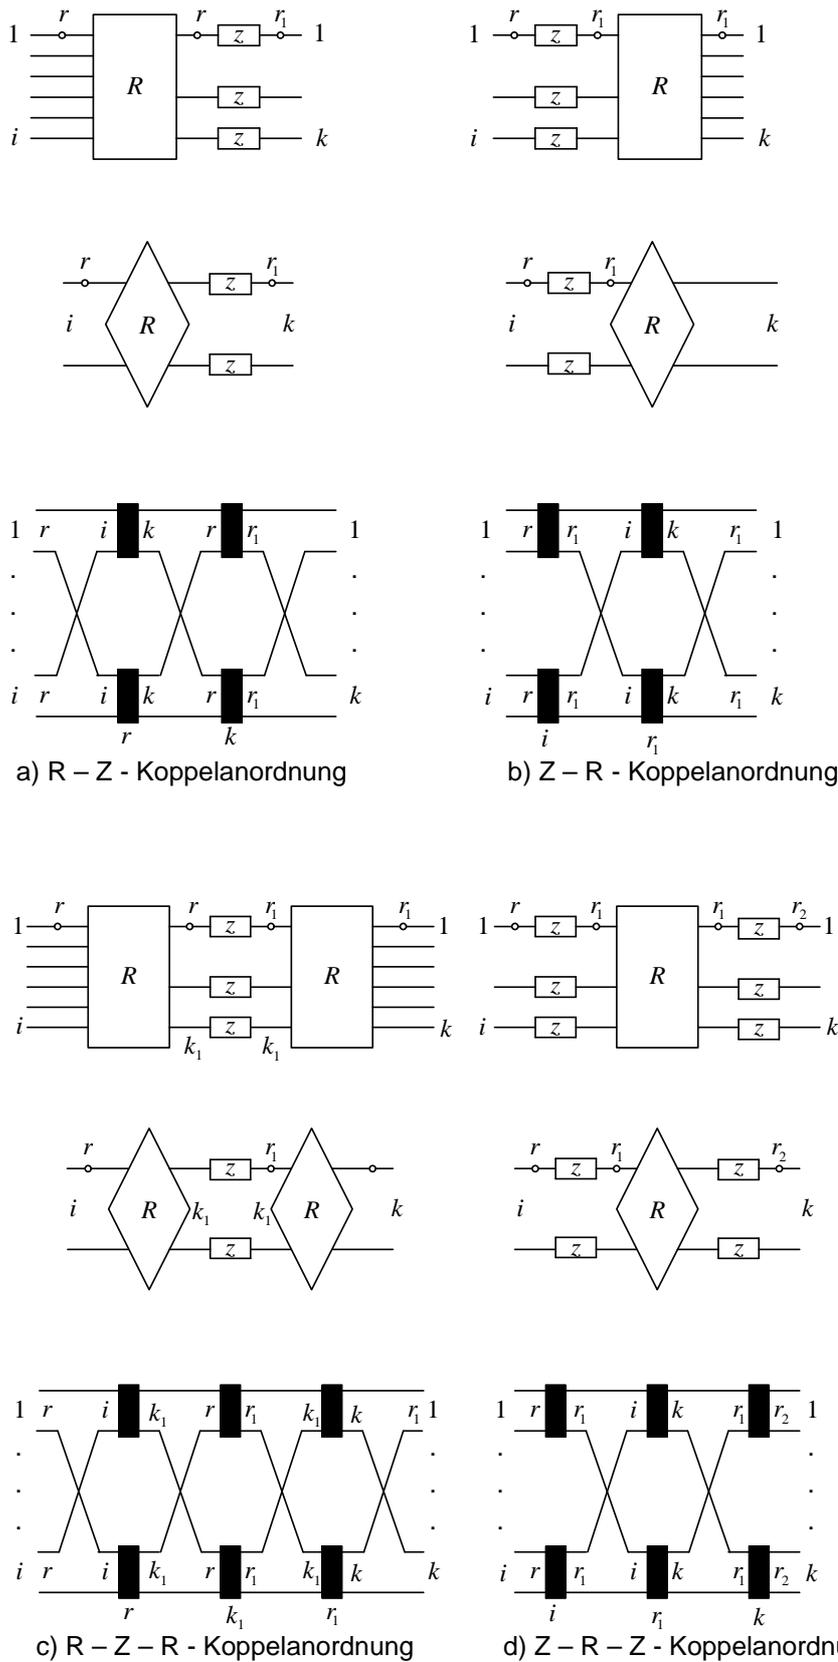 r r r₁ r r₁ r₁
1 z 1 1 z 1
R R
z z
i z k i z k
r r₁ r r₁
z z
i R k i R k
z z
1 r i k r r₁ 1 1 r r₁ i k r₁ 1
. . . .
. . . .
. . . .
i r i k r r₁ k i r r₁ i k r₁ k
r k i r₁
a) R – Z - Koppelanordnung b) Z – R - Koppelanordnung
r r r₁ r₁ r r₁ r₁ r₂
1 z 1 1 z z 1
R R R
z z z
i z k i z z k
k₁ k₁
r r₁ r r₁ r₂
z z z
i R k₁ k₁ R k i R k
z z z
1 r i k₁ r r₁ k₁ k r₁ 1 1 r r₁ i k r₁ r₂ 1
. . . .
. . . .
. . . .
i r i k₁ r r₁ k₁ k k i r r₁ i k r₁ r₂ k
r k₁ r₁ i r₁ k
c) R – Z – R - Koppelanordnung d) Z – R – Z - Koppelanordnu